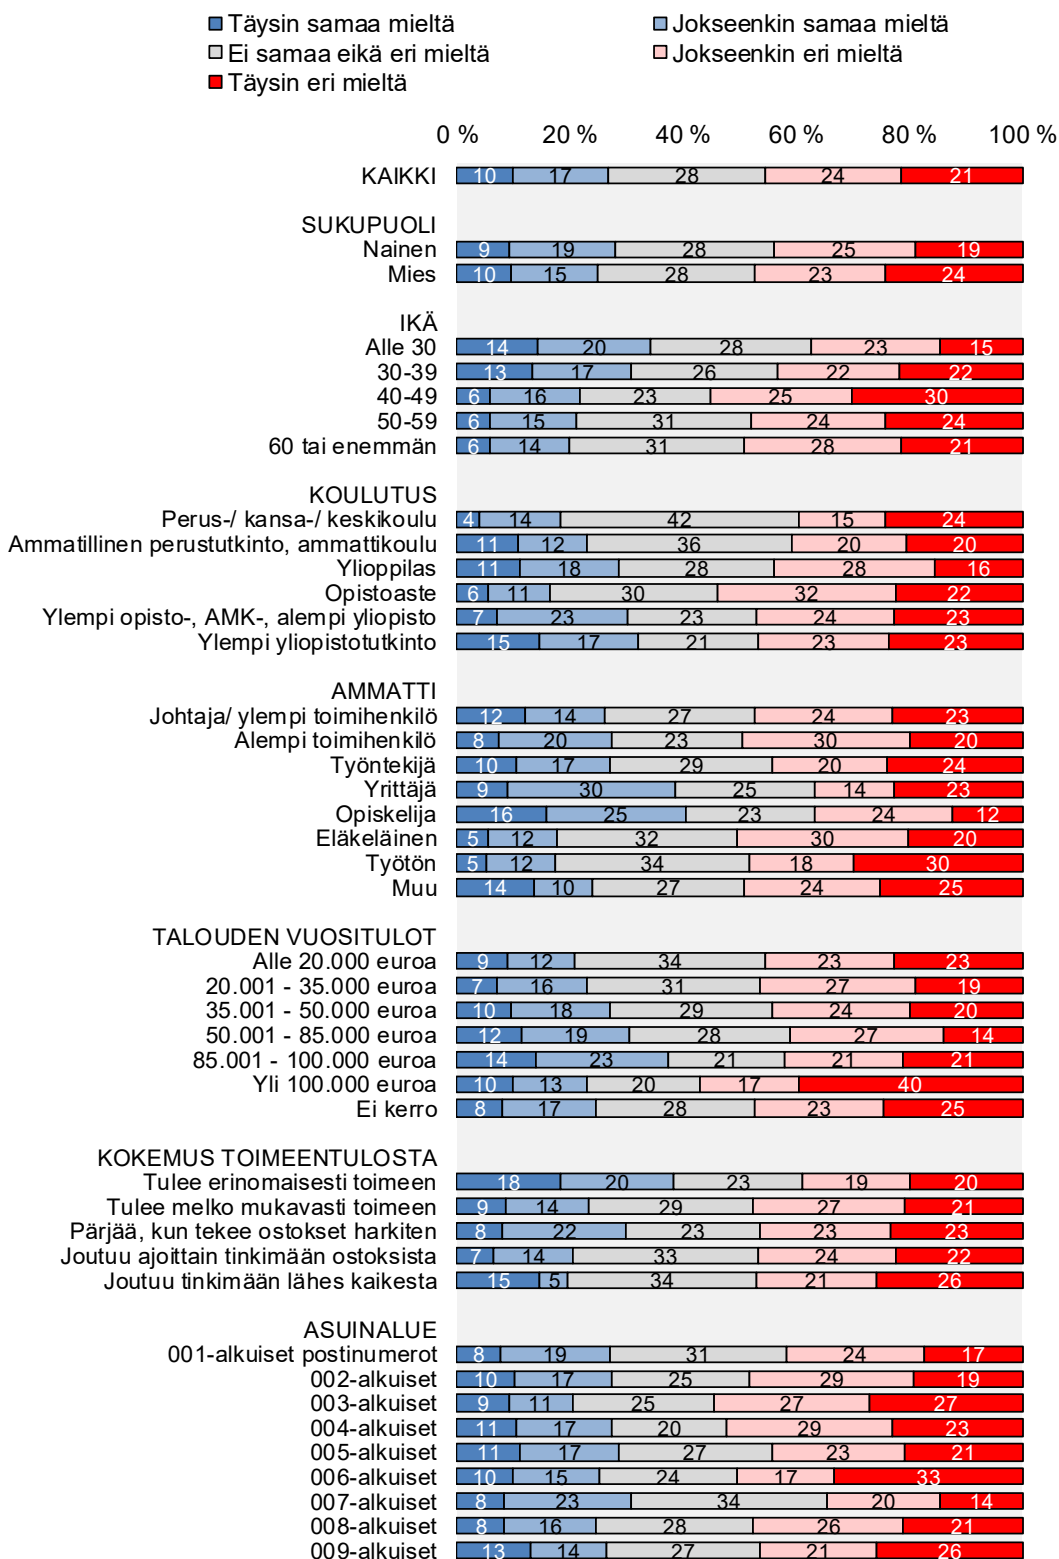 Täysin samaa mieltä Jokseenkin samaa mieltä
Ei samaa eikä eri mieltä Jokseenkin eri mieltä
Täysin eri mieltä
0 % 20 % 40 % 60 % 80 % 100 %
KAIKKI 10 17 28 24 21
SUKUPUOLI
Nainen 9 19 28 25 19
Mies 10 15 28 23 24
IKÄ
Alle 30 14 20 28 23 15
30-39 13 17 26 22 22
40-49 6 16 23 25 30
50-59 6 15 31 24 24
60 tai enemmän 6 14 31 28 21
KOULUTUS
Perus-/ kansa-/ keskikoulu 4 14 42 15 24
Ammatillinen perustutkinto, ammattikoulu 11 12 36 20 20
Ylioppilas 11 18 28 28 16
Opistoaste 6 11 30 32 22
Ylempi opisto-, AMK-, alempi yliopisto 7 23 23 24 23
Ylempi yliopistotutkinto 15 17 21 23 23
AMMATTI
Johtaja/ ylempi toimihenkilö 12 14 27 24 23
Alempi toimihenkilö 8 20 23 30 20
Työntekijä 10 17 29 20 24
Yrittäjä 9 30 25 14 23
Opiskelija 16 25 23 24 12
Eläkeläinen 5 12 32 30 20
Työtön 5 12 34 18 30
Muu 14 10 27 24 25
TALOUDEN VUOSITULOT
Alle 20.000 euroa 9 12 34 23 23
20.001 - 35.000 euroa 7 16 31 27 19
35.001 - 50.000 euroa 10 18 29 24 20
50.001 - 85.000 euroa 12 19 28 27 14
85.001 - 100.000 euroa 14 23 21 21 21
Yli 100.000 euroa 10 13 20 17 40
Ei kerro 8 17 28 23 25
KOKEMUS TOIMEENTULOSTA
Tulee erinomaisesti toimeen 18 20 23 19 20
Tulee melko mukavasti toimeen 9 14 29 27 21
Pärjää, kun tekee ostokset harkiten 8 22 23 23 23
Joutuu ajoittain tinkimään ostoksista 7 14 33 24 22
Joutuu tinkimään lähes kaikesta 15 5 34 21 26
ASUINALUE
001-alkuiset postinumerot 8 19 31 24 17
002-alkuiset 10 17 25 29 19
003-alkuiset 9 11 25 27 27
004-alkuiset 11 17 20 29 23
005-alkuiset 11 17 27 23 21
006-alkuiset 10 15 24 17 33
007-alkuiset 8 23 34 20 14
008-alkuiset 8 16 28 26 21
009-alkuiset 13 14 27 21 26